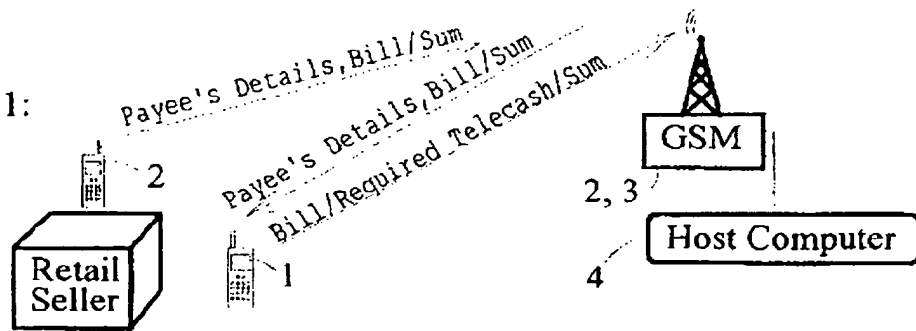 1:
Payee's Details,Bill/Sum
Payee's Details,Bill/Sum
Bill/Required Telecash/Sum
2
1
Retail
Seller
GSM
2, 3
4
Host Computer